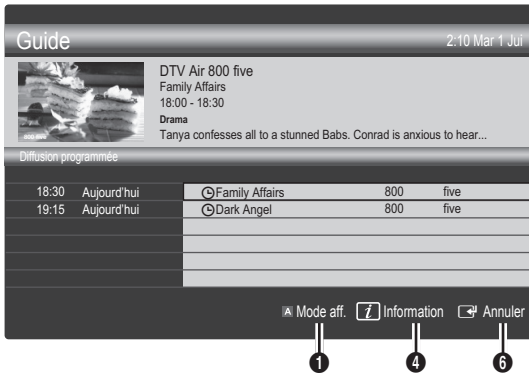 Guide
2:10 Mar 1 Jui
DTV Air 800 five
Family Affairs
18:00 - 18:30
Drama
Tanya confesses all to a stunned Babs. Conrad is anxious to hear...
Diffusion programmée
18:30 Aujourd'hui Family Affairs 800 five
19:15 Aujourd'hui Dark Angel 800 five
A Mode aff. i Information Annuler
1 4 6